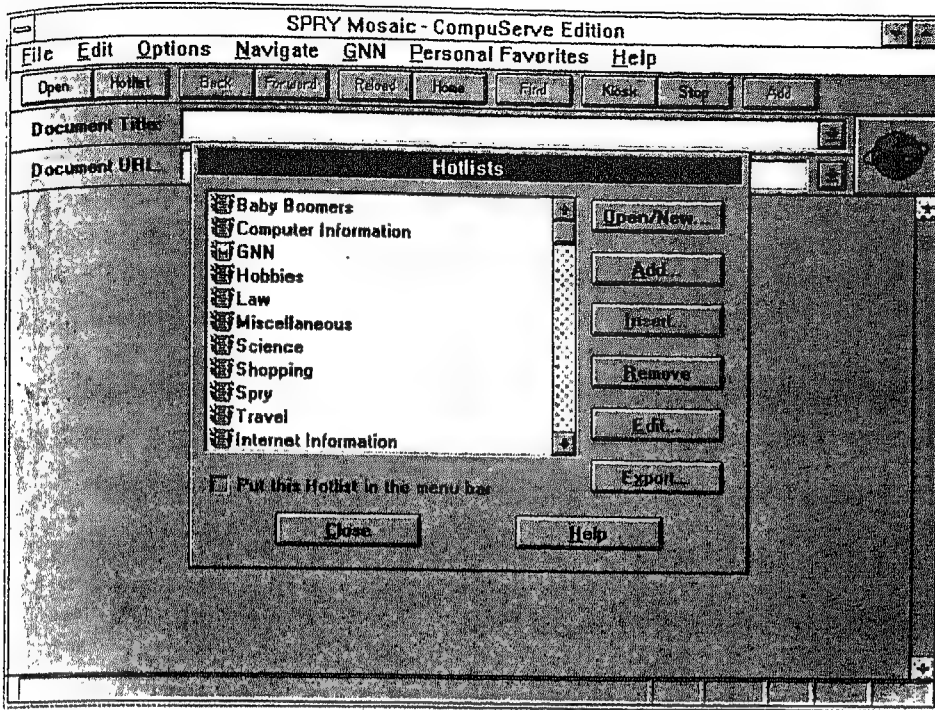 SPRY Mosaic - CompuServe Edition
File Edit Options Navigate GNN Personal Favorites Help
Open Hotlist Back Forward Reload Home Find Kiosk Stop Add
Document Title:
Document URL:
Hotlists
Baby Boomers
Computer Information
GNN
Hobbies
Law
Miscellaneous
Science
Shopping
Spry
Travel
Internet Information
Open/New...
Add...
Insert...
Remove
Edit...
Export...
Put this Hotlist in the menu bar
Close Help